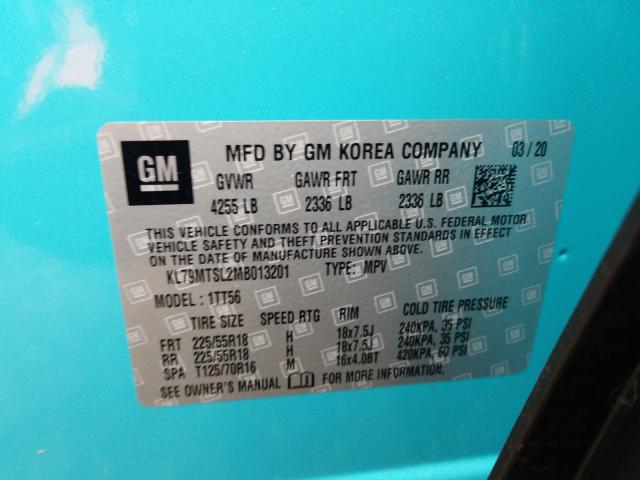 GM
MFD BY GM KOREA COMPANY 03/20
GVWR GAWR FRT GAWR RR
4255 LB 2336 LB 2336 LB
THIS VEHICLE CONFORMS TO ALL APPLICABLE U.S. FEDERAL MOTOR
VEHICLE SAFETY AND THEFT PREVENTION STANDARDS IN EFFECT
ON THE DATE OF MANUFACTURE SHOWN ABOVE.
KL79MTSL2MB013201 TYPE: MPV
MODEL: 1TT56
TIRE SIZE SPEED RTG RIM COLD TIRE PRESSURE
FRT 225/55R18 H 18x7.5J 240KPA, 35 PSI
RR 225/55R18 H 18x7.5J 240KPA, 35 PSI
SPA T125/70R16 M 16x4.0BT 420KPA, 60 PSI
SEE OWNER'S MANUAL FOR MORE INFORMATION.